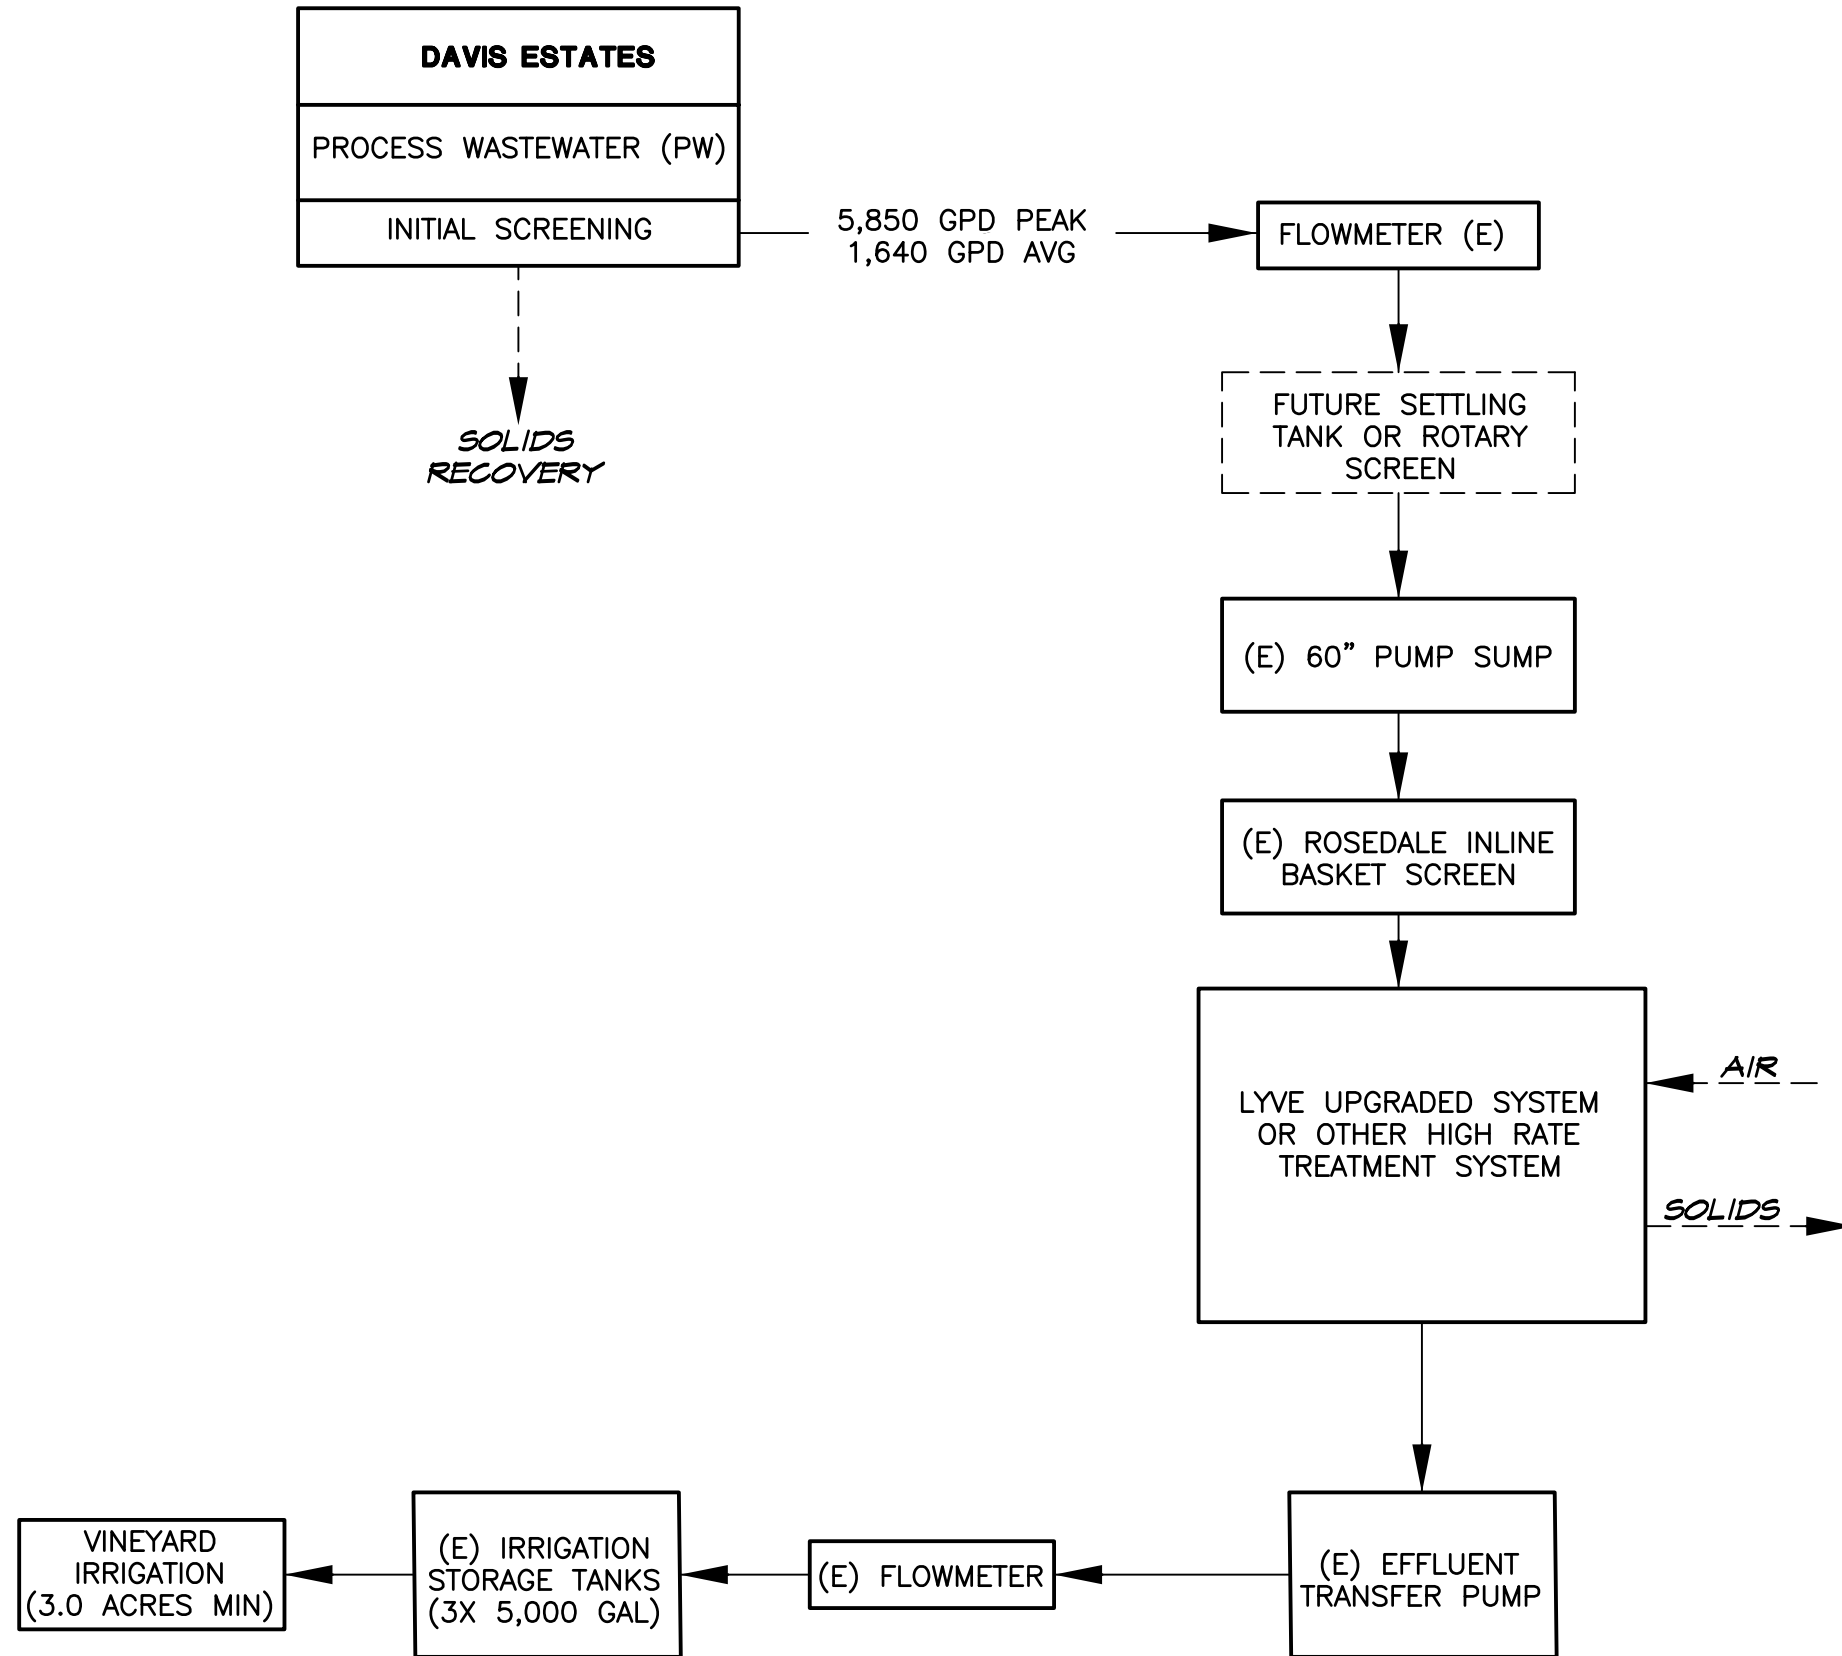 DAVIS ESTATES
PROCESS WASTEWATER (PW)
INITIAL SCREENING
5,850 GPD PEAK
1,640 GPD AVG
FLOWMETER (E)
SOLIDS
RECOVERY
FUTURE SETTLING
TANK OR ROTARY
SCREEN
(E) 60” PUMP SUMP
(E) ROSEDALE INLINE
BASKET SCREEN
LYVE UPGRADED SYSTEM
OR OTHER HIGH RATE
TREATMENT SYSTEM
AIR
SOLIDS
(E) EFFLUENT
TRANSFER PUMP
(E) FLOWMETER
(E) IRRIGATION
STORAGE TANKS
(3X 5,000 GAL)
VINEYARD
IRRIGATION
(3.0 ACRES MIN)